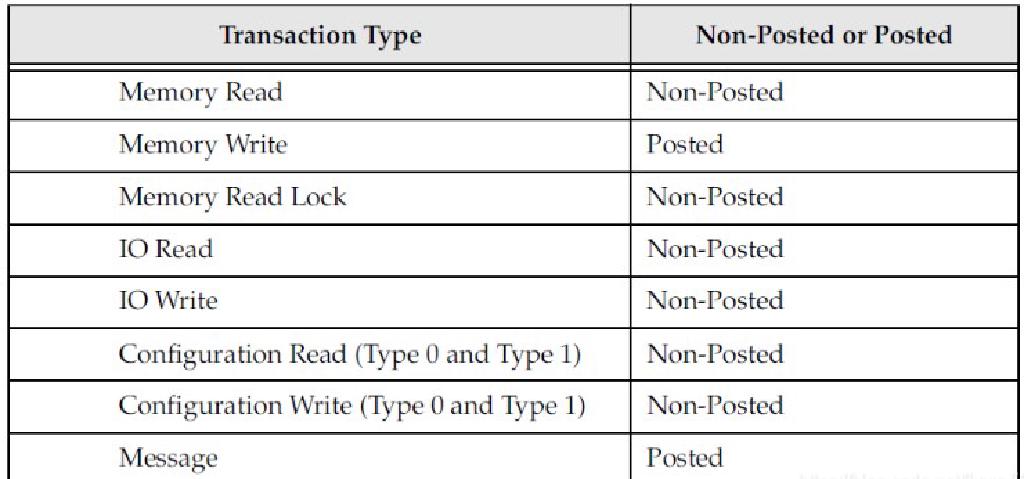 Transaction Type Non-Posted or Posted
Memory Read Non-Posted
Memory Write Posted
Memory Read Lock Non-Posted
IO Read Non-Posted
IO Write Non-Posted
Configuration Read (Type 0 and Type 1) Non-Posted
Configuration Write (Type 0 and Type 1) Non-Posted
Message Posted